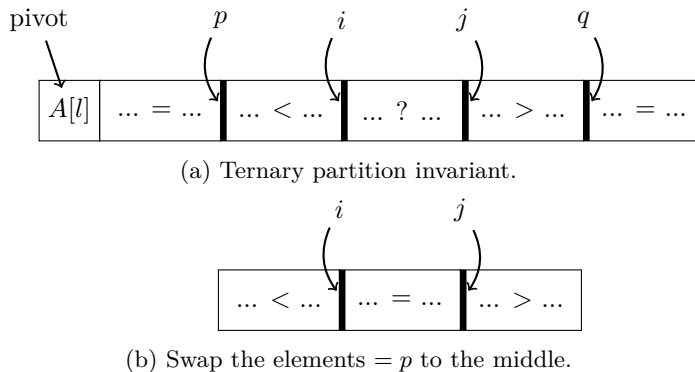 pivot p i j q
A[l] ... = ... ... < ... ... ? ... ... > ... ... = ...
(a) Ternary partition invariant.
i j
... < ... ... = ... ... > ...
(b) Swap the elements = p to the middle.